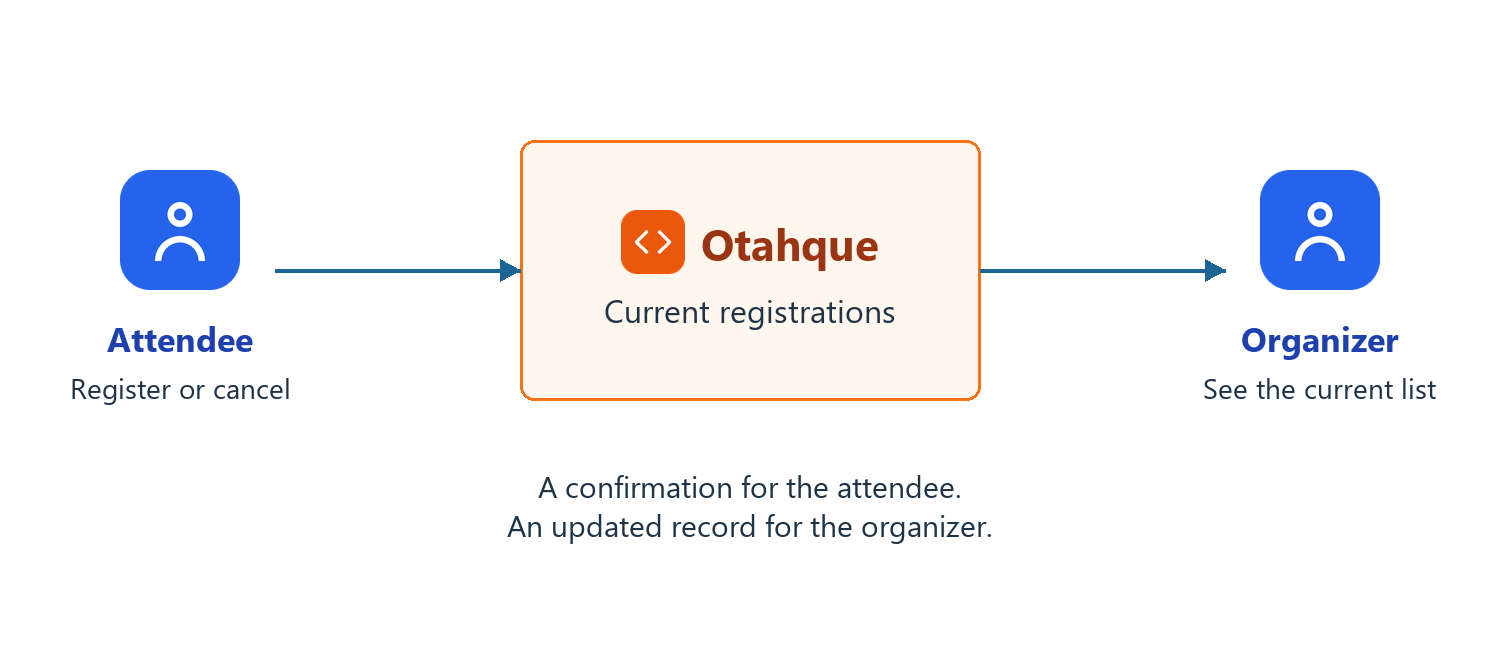 Attendee
Register or cancel
Otahque
Current registrations
Organizer
See the current list
A confirmation for the attendee.
An updated record for the organizer.